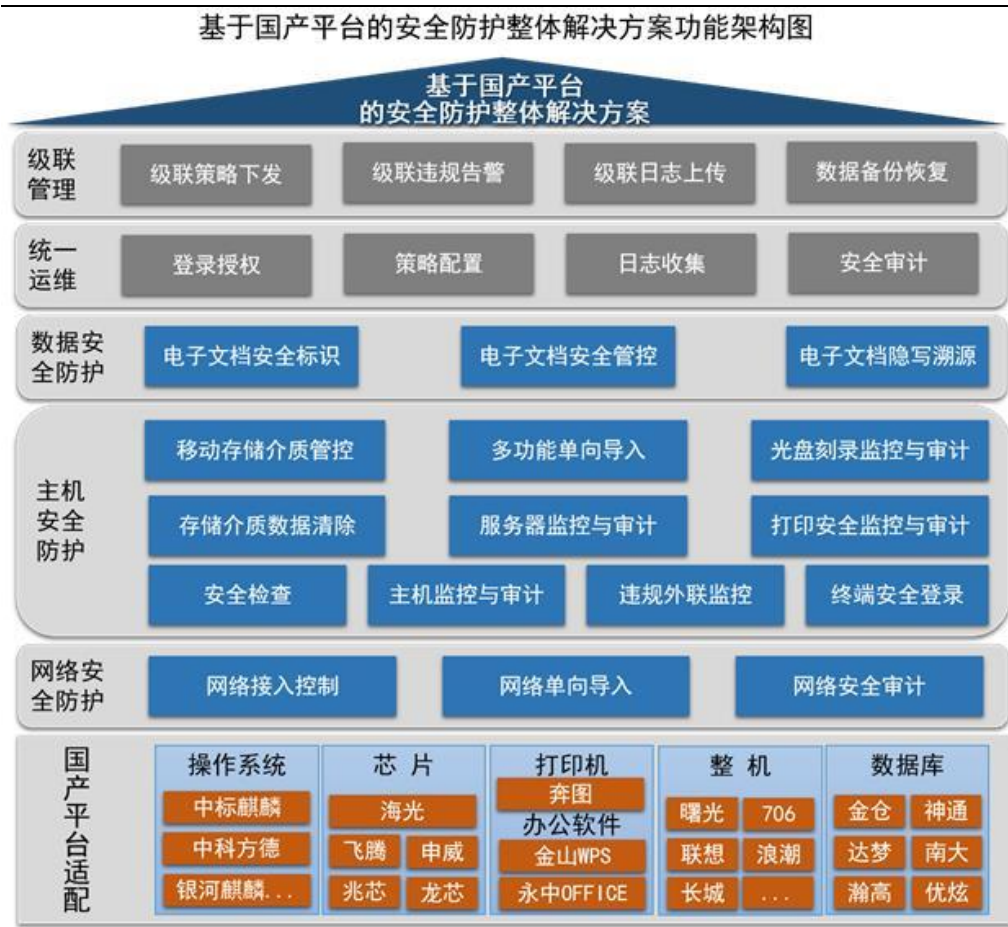 基于国产平台的安全防护整体解决方案功能架构图
基于国产平台
的安全防护整体解决方案
级联
管理
级联策略下发
级联违规告警
级联日志上传
数据备份恢复
统一
运维
登录授权
策略配置
日志收集
安全审计
数据安
全防护
电子文档安全标识
电子文档安全管控
电子文档隐写溯源
主机
安全
防护
移动存储介质管控
多功能单向导入
光盘刻录监控与审计
存储介质数据清除
服务器监控与审计
打印安全监控与审计
安全检查
主机监控与审计
违规外联监控
终端安全登录
网络安
全防护
网络接入控制
网络单向导入
网络安全审计
国产平台适配
操作系统
中标麒麟
中科方德
银河麒麟...
芯 片
海光
飞腾
申威
兆芯
龙芯
打印机
奔图
办公软件
金山WPS
永中OFFICE
整 机
曙光
706
联想
浪潮
长城
...
数据库
金仓
神通
达梦
南大
瀚高
优炫